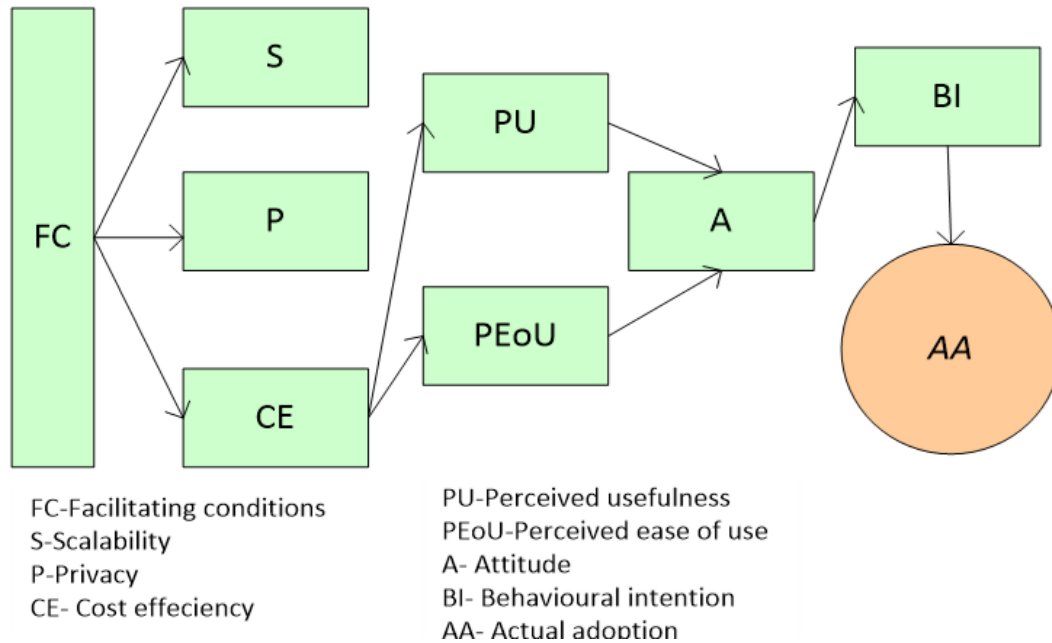 S
BI
PU
P
A
FC
PEoU
AA
CE
FC-Facilitating conditions
S-Scalability
P-Privacy
CE- Cost effeciency
PU-Perceived usefulness
PEoU-Perceived ease of use
A- Attitude
BI- Behavioural intention
AA- Actual adoption